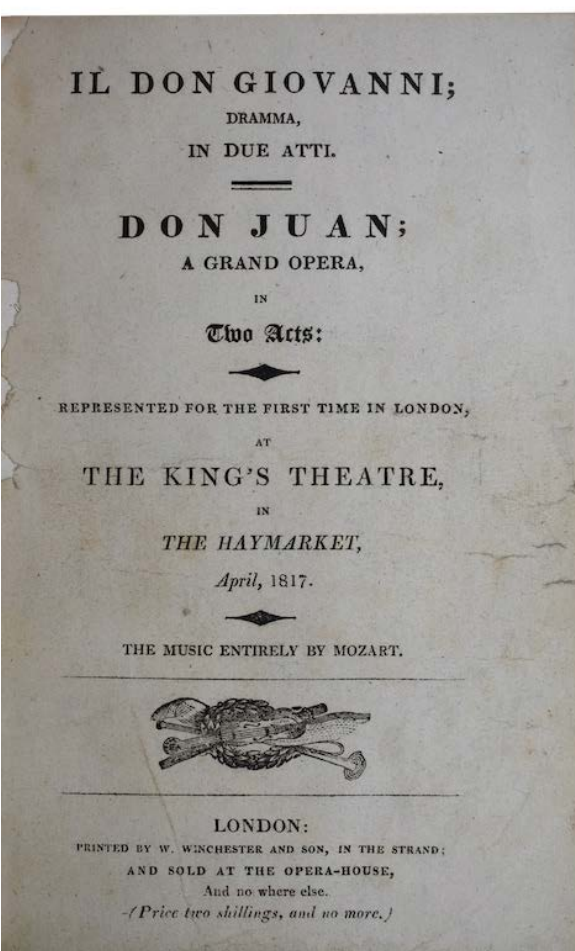 IL DON GIOVANNI;
DRAMMA,
IN DUE ATTI.
DON JUAN;
A GRAND OPERA,
IN
Two Acts:
REPRESENTED FOR THE FIRST TIME IN LONDON,
AT
THE KING'S THEATRE,
IN
THE HAYMARKET,
April, 1817.
THE MUSIC ENTIRELY BY MOZART.
LONDON:
PRINTED BY W. WINCHESTER AND SON, IN THE STRAND;
AND SOLD AT THE OPERA-HOUSE,
And no where else.
(Price two shillings, and no more.)